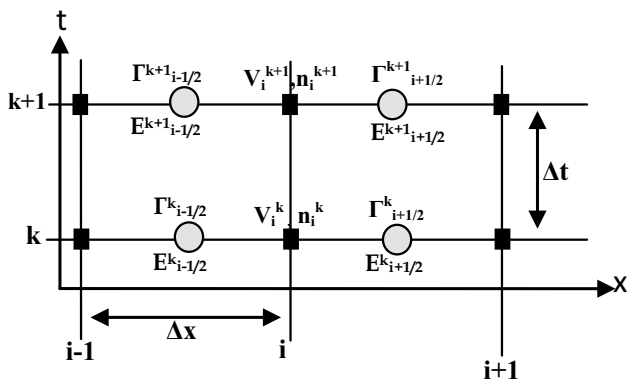 t
Γᵏ⁺¹ᵢ₋₁/₂ Vᵢᵏ⁺¹,nᵢᵏ⁺¹ Γᵏ⁺¹ᵢ₊₁/₂
k+1
Eᵏ⁺¹ᵢ₋₁/₂ Eᵏ⁺¹ᵢ₊₁/₂
Δt
Γᵏᵢ₋₁/₂ Vᵢᵏ, nᵢᵏ Γᵏᵢ₊₁/₂
k
Eᵏᵢ₋₁/₂ Eᵏᵢ₊₁/₂
x
Δx
i-1 i i+1